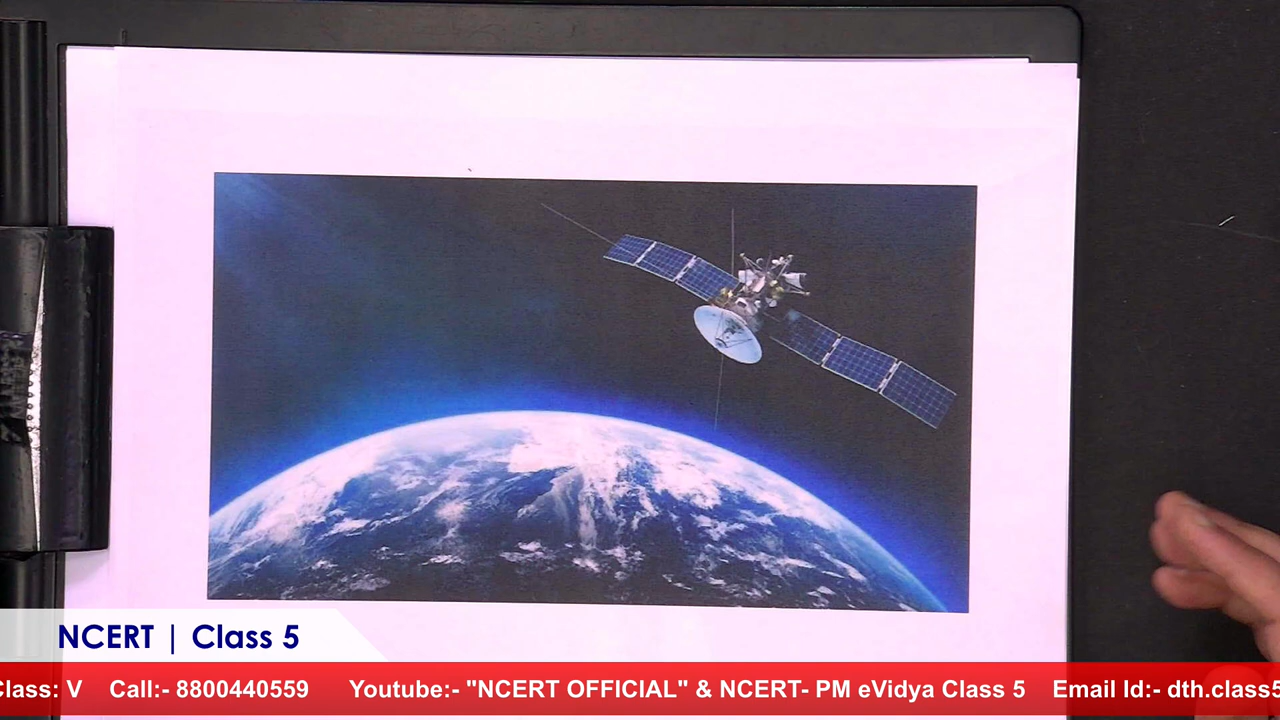 NCERT | Class 5
Class: V Call:- 8800440559 Youtube:- "NCERT OFFICIAL" & NCERT- PM eVidya Class 5 Email Id:- dth.class5